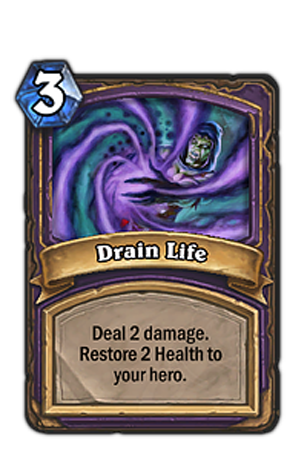 3
Drain Life
Deal 2 damage.
Restore 2 Health to
your hero.